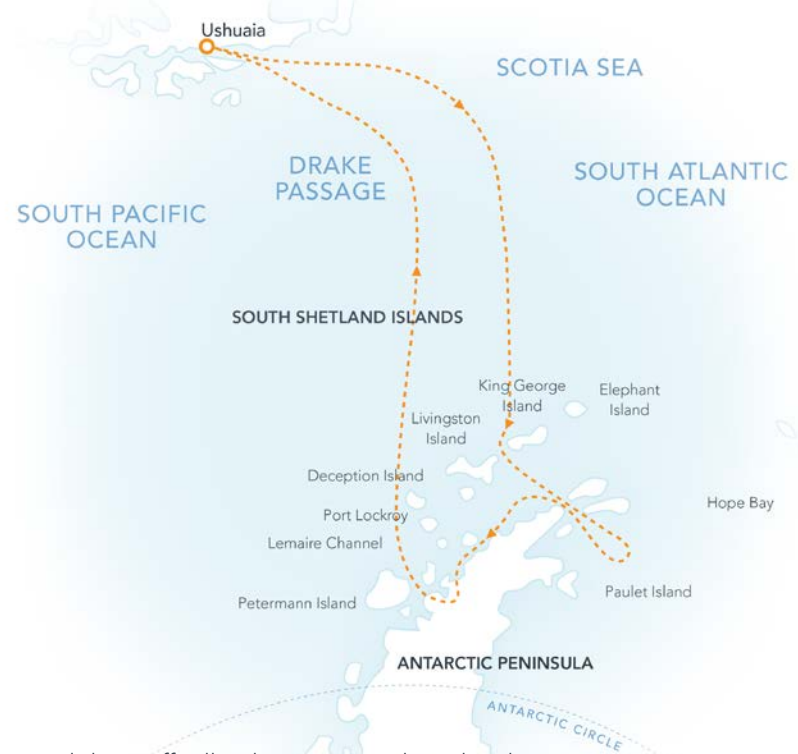 Ushuaia
SCOTIA SEA
DRAKE
PASSAGE
SOUTH ATLANTIC
OCEAN
SOUTH PACIFIC
OCEAN
SOUTH SHETLAND ISLANDS
King George
Island
Elephant
Island
Livingston
Island
Deception Island
Hope Bay
Port Lockroy
Lemaire Channel
Paulet Island
Petermann Island
ANTARCTIC PENINSULA
ANTARCTIC CIRCLE